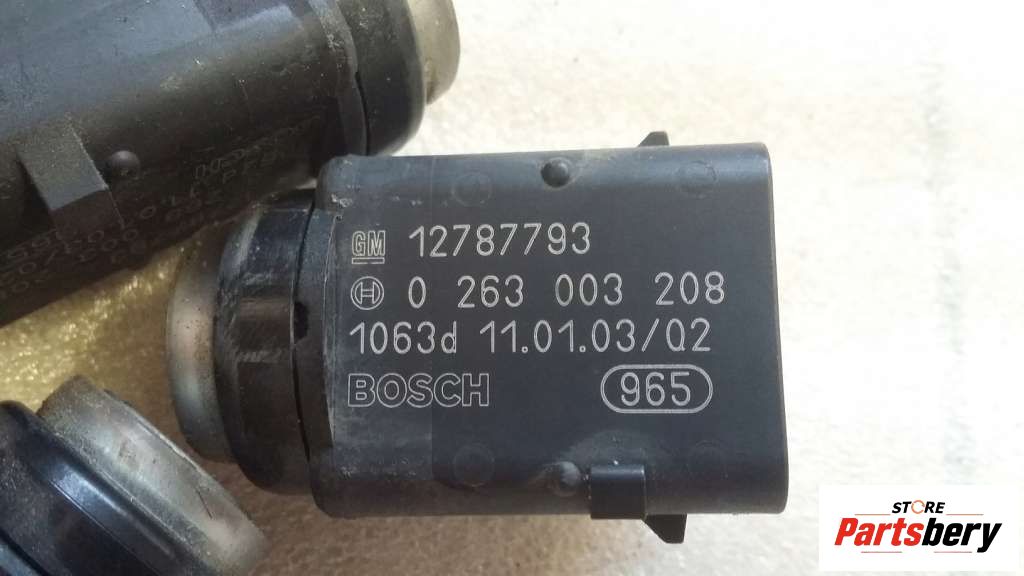 GM 12787793
0 263 003 208
1063d 11.01.03/Q2
BOSCH 965
STORE
Partsbery